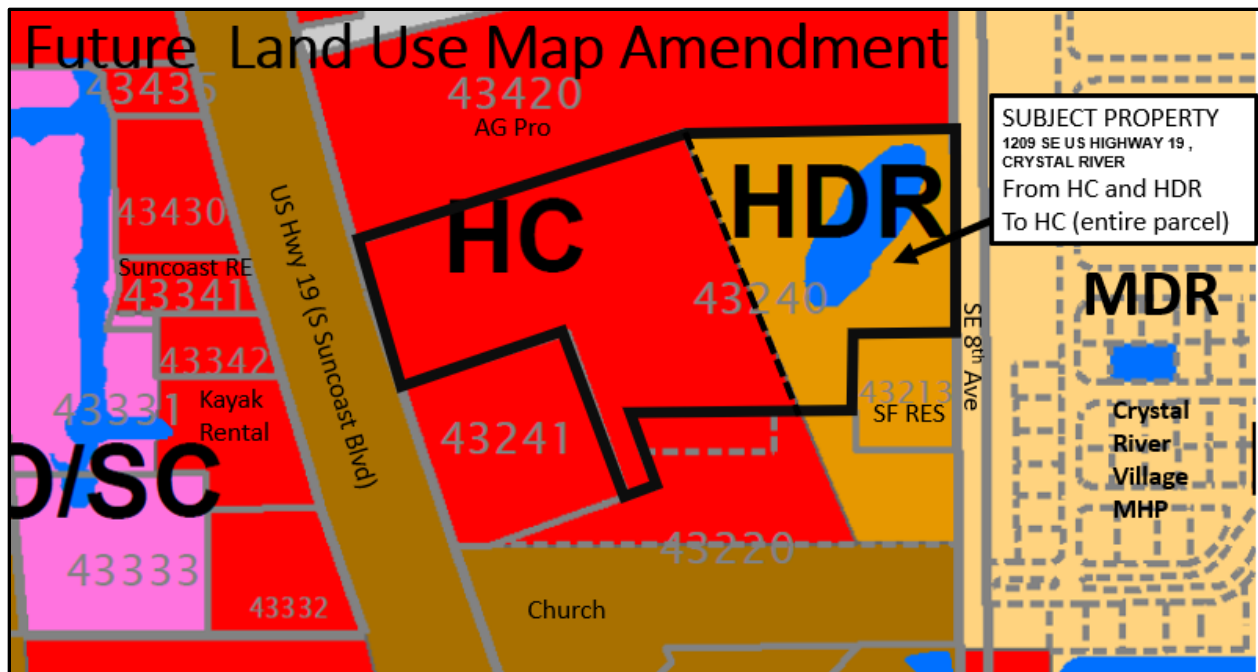 Future Land Use Map Amendment
43435
43420
AG Pro
SUBJECT PROPERTY
1209 SE US HIGHWAY 19 ,
CRYSTAL RIVER
From HC and HDR
To HC (entire parcel)
43430
US Hwy 19 (S Suncoast Blvd)
HC
HDR
Suncoast RE
43341
43240
MDR
SE 8th Ave
43342
43331
Kayak
Rental
43241
43213
SF RES
Crystal
River
Village
MHP
O/SC
43220
43333
43332
Church